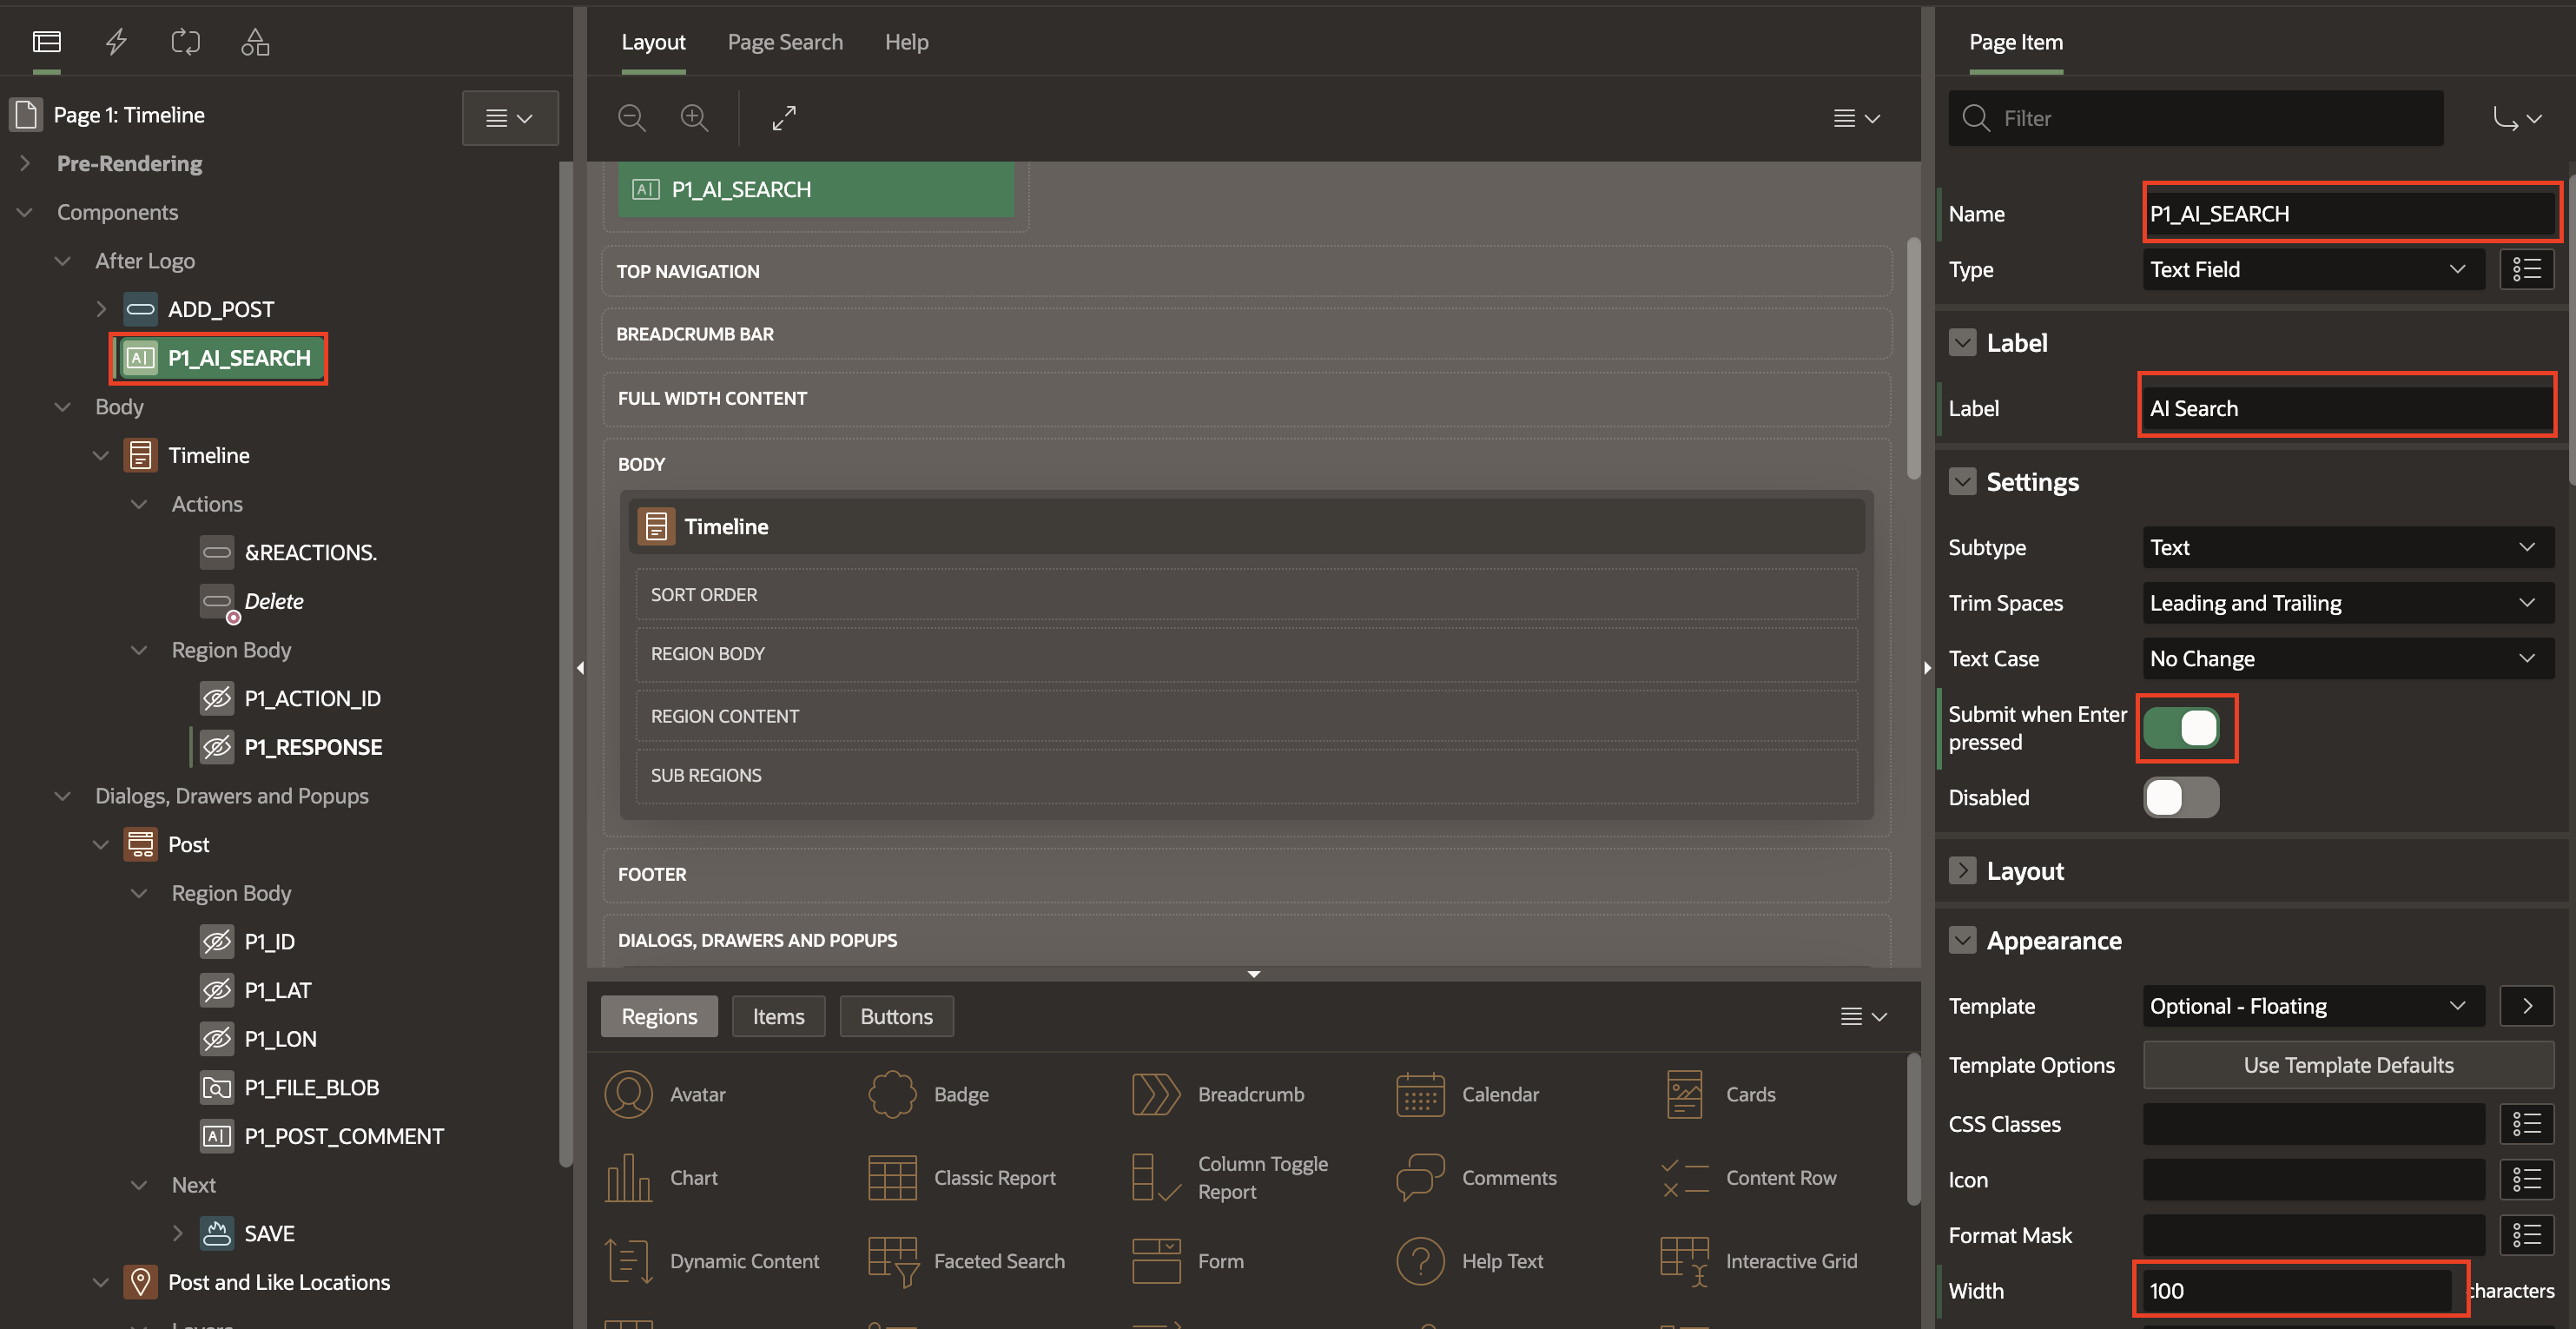 Page 1: Timeline
Pre-Rendering
Components
After Logo
ADD_POST
P1_AI_SEARCH
Body
Timeline
Actions
&REACTIONS.
Delete
Region Body
P1_ACTION_ID
P1_RESPONSE
Dialogs, Drawers and Popups
Post
Region Body
P1_ID
P1_LAT
P1_LON
P1_FILE_BLOB
P1_POST_COMMENT
Next
SAVE
Post and Like Locations
Layout Page Search Help
P1_AI_SEARCH
TOP NAVIGATION
BREADCRUMB BAR
FULL WIDTH CONTENT
BODY
Timeline
SORT ORDER
REGION BODY
REGION CONTENT
SUB REGIONS
FOOTER
DIALOGS, DRAWERS AND POPUPS
Regions Items Buttons
Avatar Badge Breadcrumb Calendar Cards
Chart Classic Report Column Toggle Report Comments Content Row
Dynamic Content Faceted Search Form Help Text Interactive Grid
Page Item
Filter
Name P1_AI_SEARCH
Type Text Field
Label
Label AI Search
Settings
Subtype Text
Trim Spaces Leading and Trailing
Text Case No Change
Submit when Enter
pressed
Disabled
Layout
Appearance
Template Optional - Floating
Template Options Use Template Defaults
CSS Classes
Icon
Format Mask
Width 100 characters